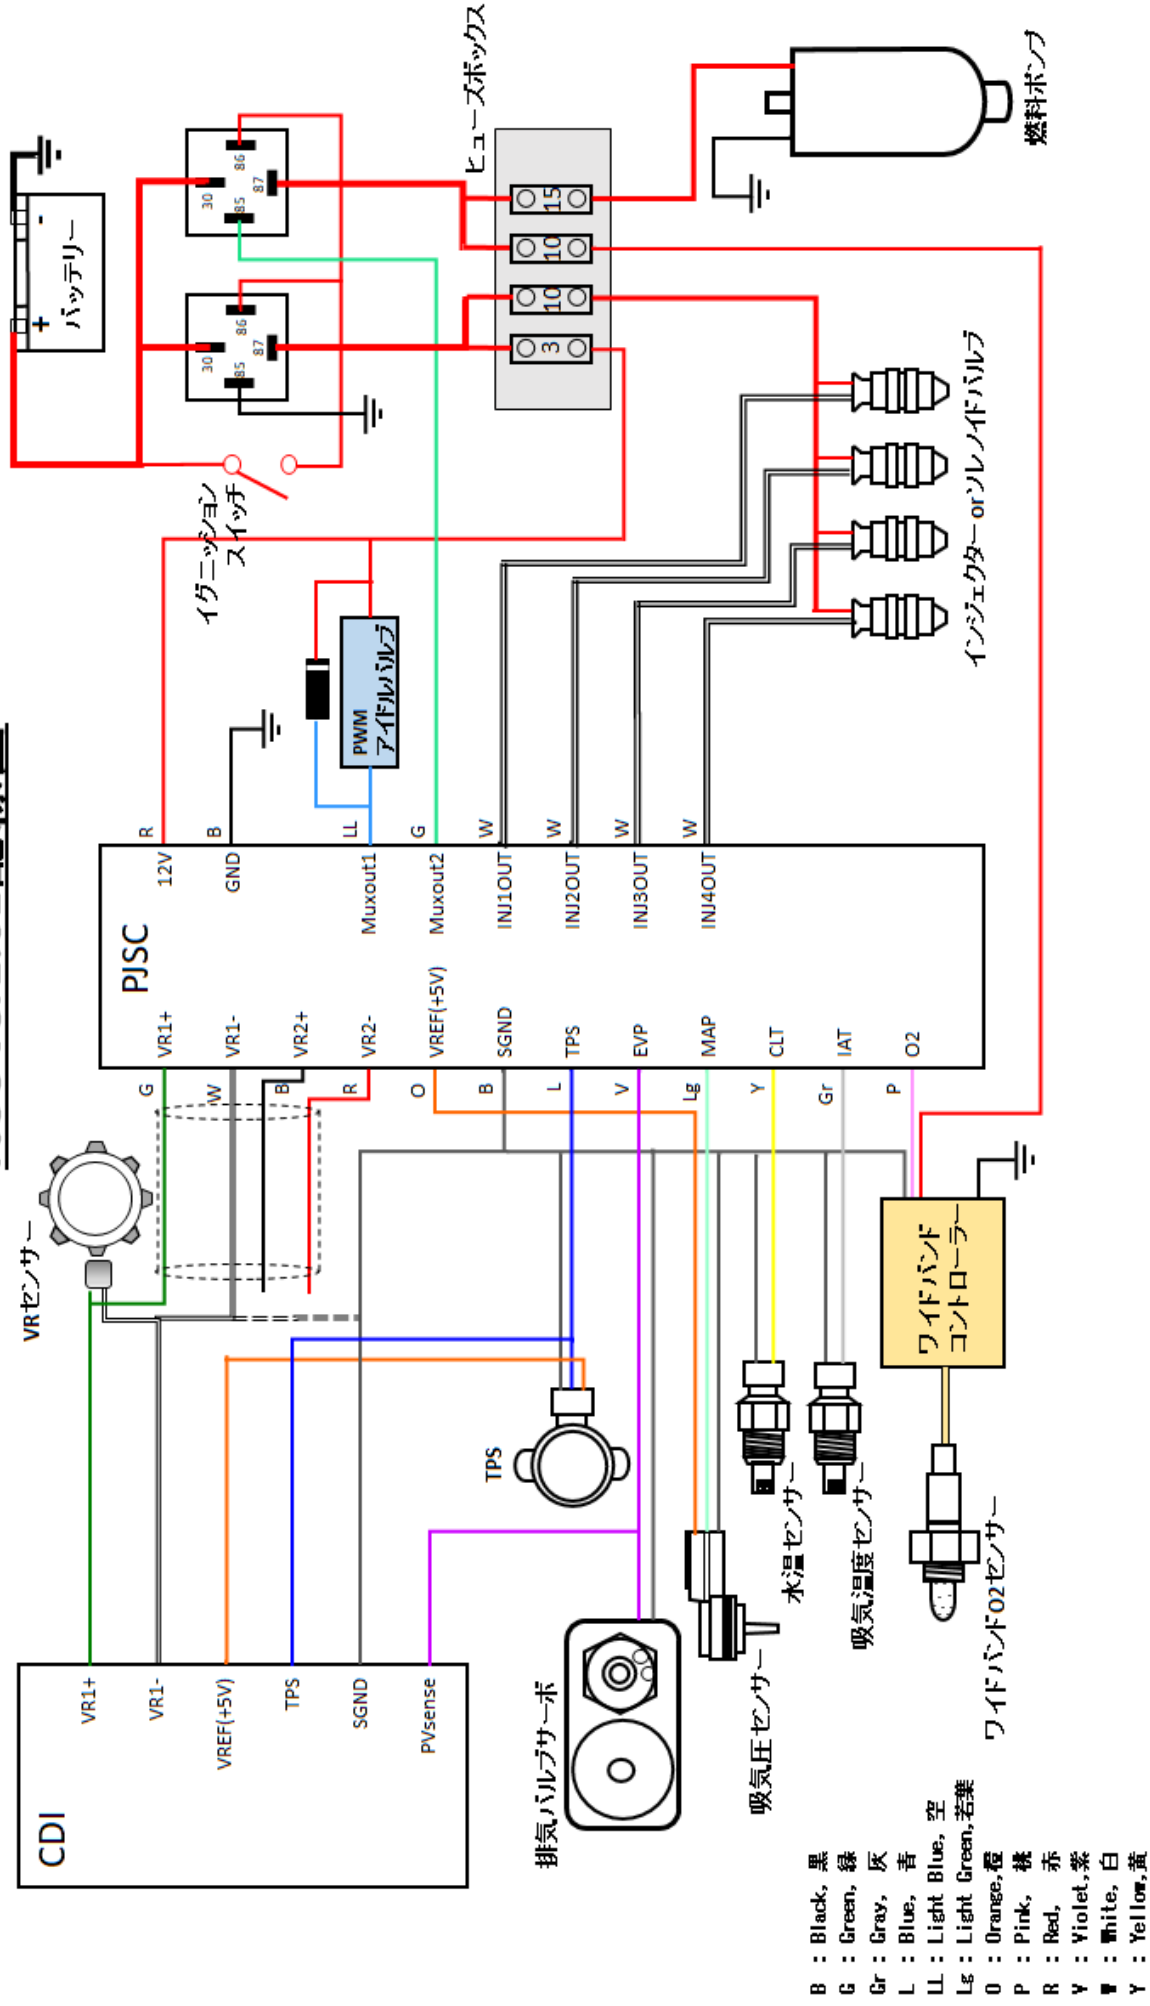 CDI
VR1+
VR1-
VREF(+5V)
TPS
SGND
PVsense
VRセンサー
TPS
排気バルブサーボ
吸気圧センサー
水温センサー
吸気温度センサー
ワイドバンドO2センサー
ワイドバンド
コントローラー
PJSC
VR1+
VR1-
VR2+
VR2-
VREF(+5V)
SGND
TPS
EVP
MAP
CLT
IAT
O2
G
W
B
R
O
B
L
V
Lg
Y
Gr
P
12V
GND
Muxout1
Muxout2
INJ1OUT
INJ2OUT
INJ3OUT
INJ4OUT
R
B
LL
G
W
W
W
W
PWM
アイドルバルブ
イグニッション
スイッチ
インジェクターorソレノイドバルブ
バッテリー
+
-
30
85
86
87
30
85
86
87
ヒューズボックス
3
10
10
15
燃料ポンプ
B : Black, 黒
G : Green, 緑
Gr : Gray, 灰
L : Blue, 青
LL : Light Blue, 空
Lg : Light Green,若葉
O : Orange,橙
P : Pink, 桃
R : Red, 赤
V : Violet,紫
W : White, 白
Y : Yellow,黄